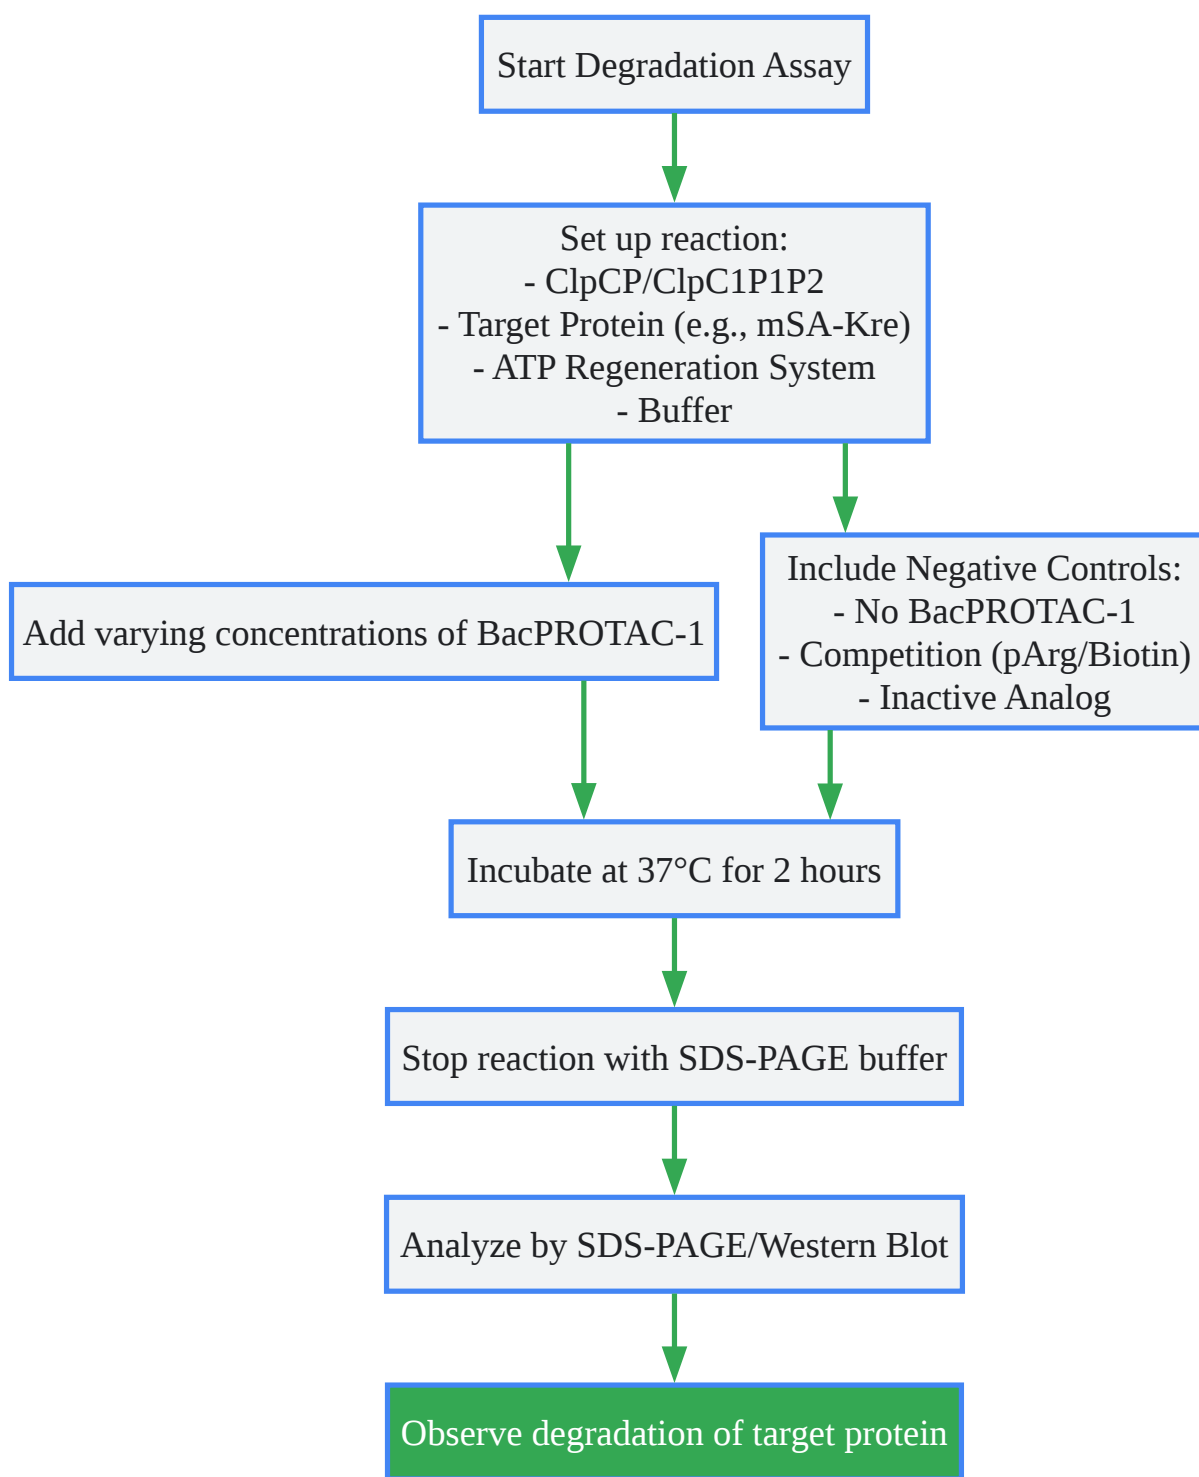 Start Degradation Assay
Set up reaction:
- ClpCP/ClpC1P1P2
- Target Protein (e.g., mSA-Kre)
- ATP Regeneration System
- Buffer
Include Negative Controls:
- No BacPROTAC-1
- Competition (pArg/Biotin)
- Inactive Analog
Add varying concentrations of BacPROTAC-1
Incubate at 37°C for 2 hours
Stop reaction with SDS-PAGE buffer
Analyze by SDS-PAGE/Western Blot
Observe degradation of target protein